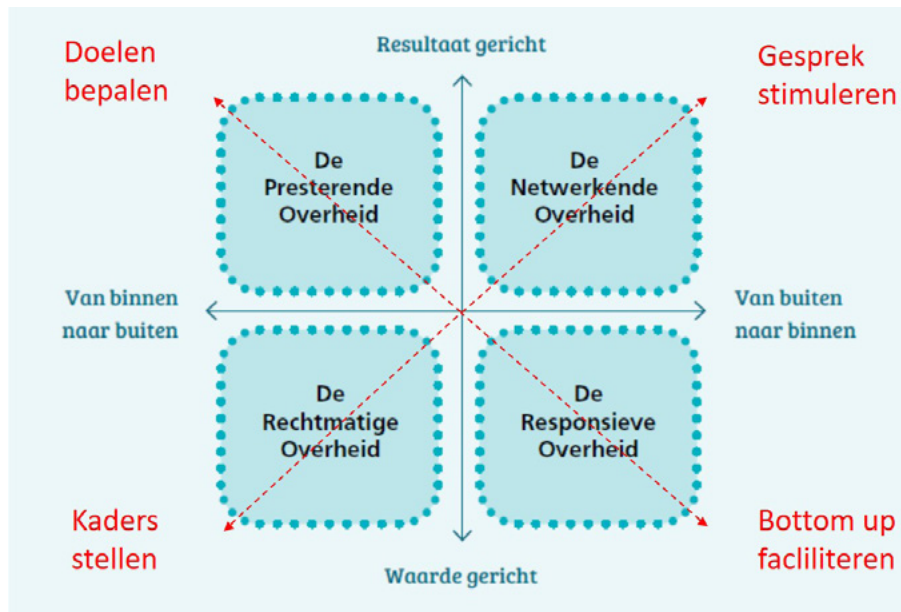 Doelen
bepalen
Resultaat gericht
Gesprek
stimuleren
De
Presterende
Overheid
De
Netwerkende
Overheid
Van binnen
naar buiten
Van buiten
naar binnen
De
Rechtmatige
Overheid
De
Responsieve
Overheid
Kaders
stellen
Waarde gericht
Bottom up
facliliteren